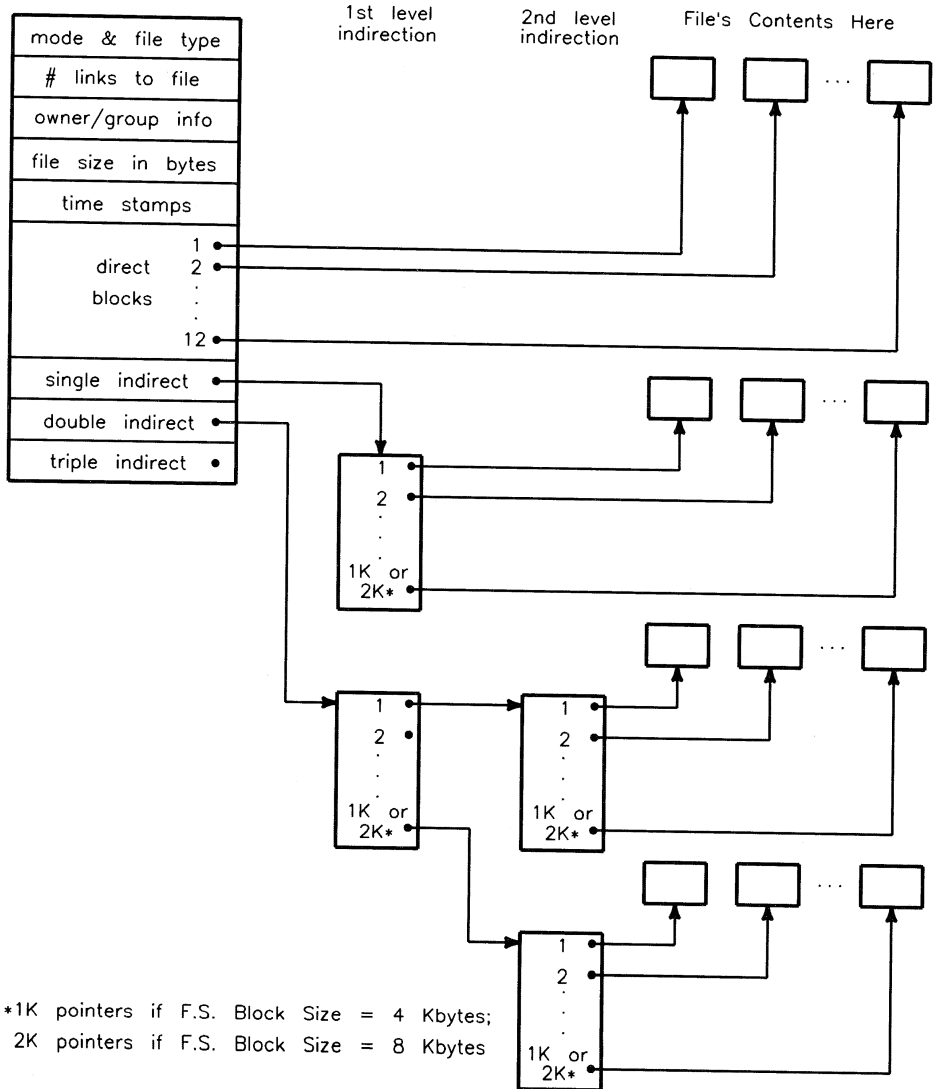 1st level
indirection
2nd level
indirection
File's Contents Here
mode & file type
# links to file
owner/group info
file size in bytes
time stamps
direct
blocks
1
2
.
.
12
single indirect
double indirect
triple indirect
...
1
2
.
.
.
1K or
2K*
...
1
2
.
.
.
1K or
2K*
1
2
.
.
.
1K or
2K*
...
1
2
.
.
.
1K or
2K*
...
*1K pointers if F.S. Block Size = 4 Kbytes;
2K pointers if F.S. Block Size = 8 Kbytes